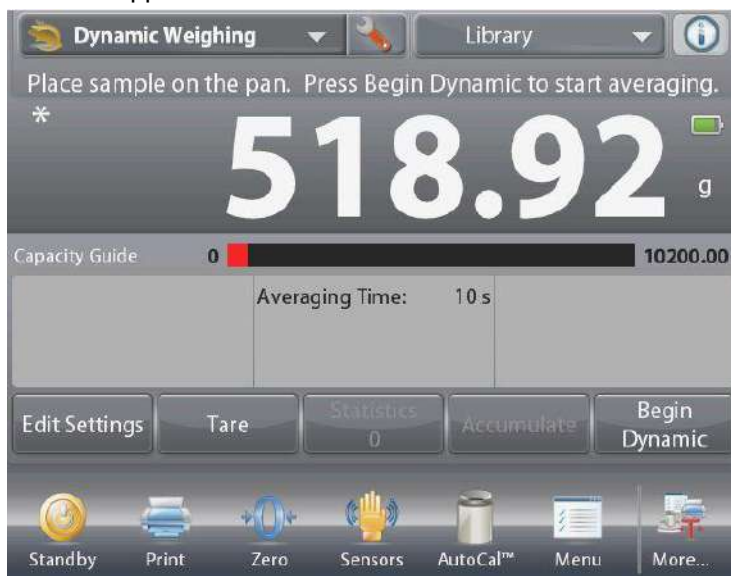 Dynamic Weighing Library
Place sample on the pan. Press Begin Dynamic to start averaging.
*
518.92 g
Capacity Guide 0 10200.00
Averaging Time: 10 s
Edit Settings Tare Statistics 0 Accumulate Begin Dynamic
Standby Print Zero Sensors AutoCal™ Menu More...